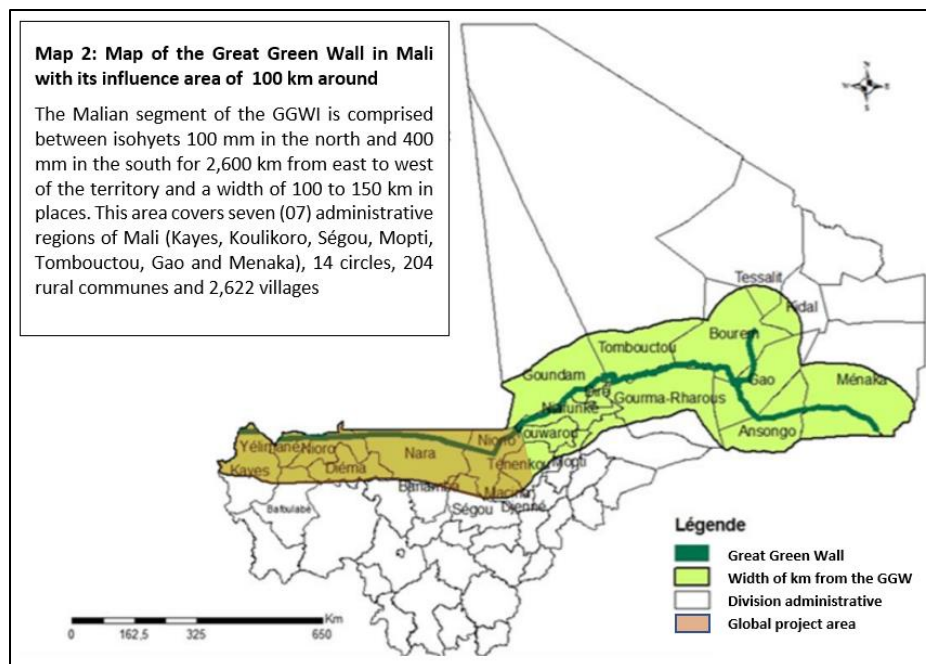 Map 2: Map of the Great Green Wall in Mali
with its influence area of 100 km around
The Malian segment of the GGWI is comprised
between isohyets 100 mm in the north and 400
mm in the south for 2,600 km from east to west
of the territory and a width of 100 to 150 km in
places. This area covers seven (07) administrative
regions of Mali (Kayes, Koulikoro, Ségou, Mopti,
Tombouctou, Gao and Menaka), 14 circles, 204
rural communes and 2,622 villages
N
W
E
S
Tessalit
Kidal
Bourem
Tombouctou
Goundam
Gao
Ménaka
Diré
Niafunké
Gourma-Rharous
Youwarou
Ansongo
Yélimané
Nioro
Nara
Niono
Kayes
Diéma
Ténenkou
Mopti
Banamba
Macina
Bafoulabé
Ségou
Djenné
Légende
Great Green Wall
Width of km from the GGW
Division administrative
Global project area
Km
0 162,5 325 650